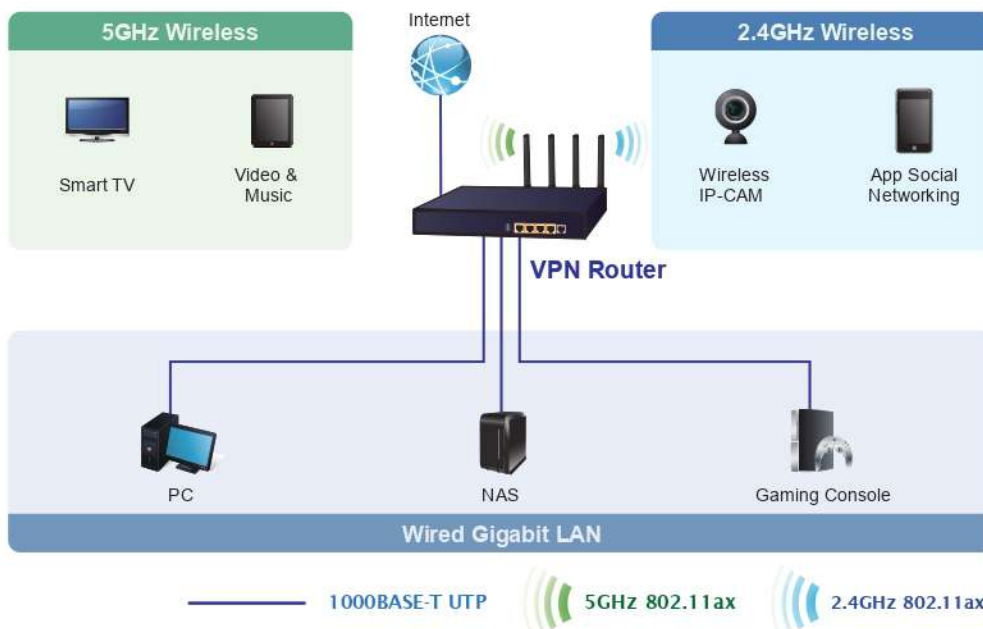 Internet
5GHz Wireless
2.4GHz Wireless
Smart TV
Video &
Music
Wireless
IP-CAM
App Social
Networking
VPN Router
PC
NAS
Gaming Console
Wired Gigabit LAN
1000BASE-T UTP
5GHz 802.11ax
2.4GHz 802.11ax